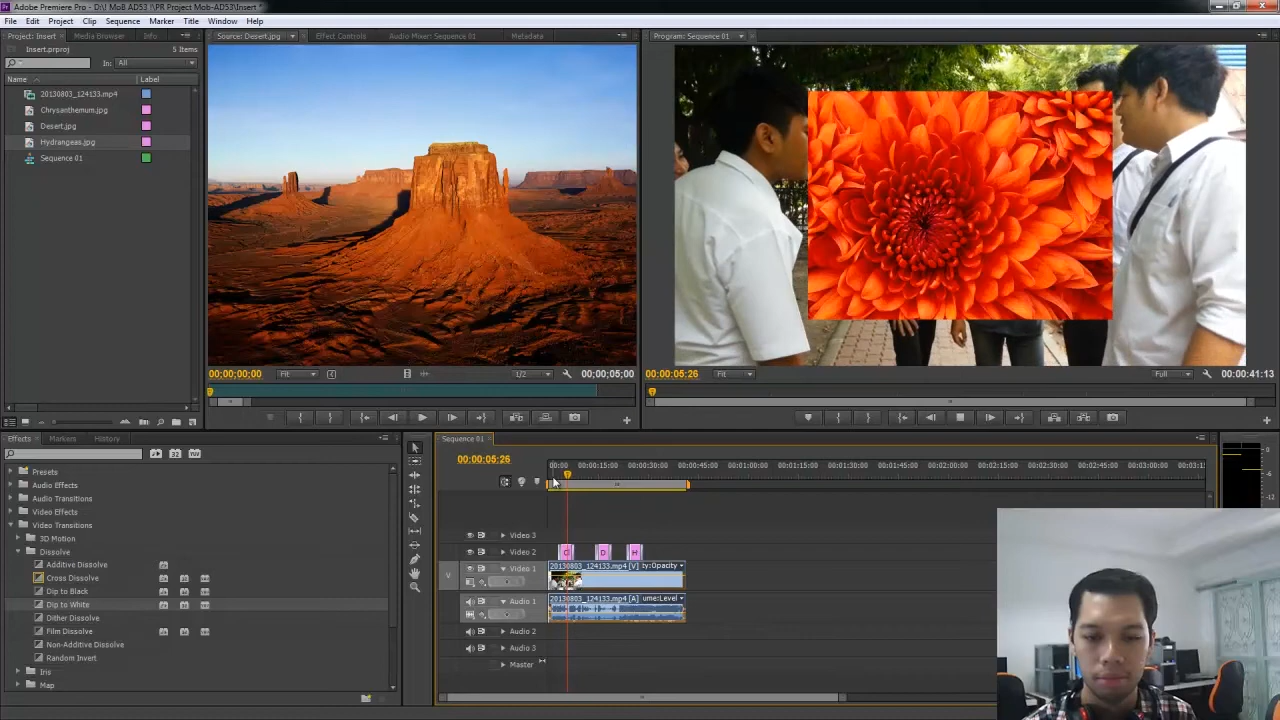 Adobe Premiere Pro - D:\! MoB AD53 !\PR Project Mob-AD53\Insert *
File Edit Project Clip Sequence Marker Title Window Help
Project: Insert Media Browser Info
Source: Desert.jpg Effect Controls Audio Mixer: Sequence 01 Metadata
Program: Sequence 01
Insert.prproj 5 Items
In: All
Name Label
20130803_124133.mp4
Chrysanthemum.jpg
Desert.jpg
Hydrangeas.jpg
Sequence 01
00;00;00;00 Fit 1/2 00;00;05;00
00:00:05:26 Fit Full 00:00:41:13
Effects Markers History
Presets
Audio Effects
Audio Transitions
Video Effects
Video Transitions
3D Motion
Dissolve
Additive Dissolve
Cross Dissolve
Dip to Black
Dip to White
Dither Dissolve
Film Dissolve
Non-Additive Dissolve
Random Invert
Iris
Map
Sequence 01
00:00:05:26
00:00 00:00:15:00 00:00:30:00 00:00:45:00 00:01:00:00 00:01:15:00 00:01:30:00 00:01:45:00 00:02:00:00 00:02:15:00 00:02:30:00 00:02:45:00 00:03:00:00
Video 3
Video 2
D H
V Video 1 20130803_124133.mp4 [V] ty:Opacity
Audio 1 20130803_124133.mp4 [A] ume:Level
Audio 2
Audio 3
Master
0
-6
-12